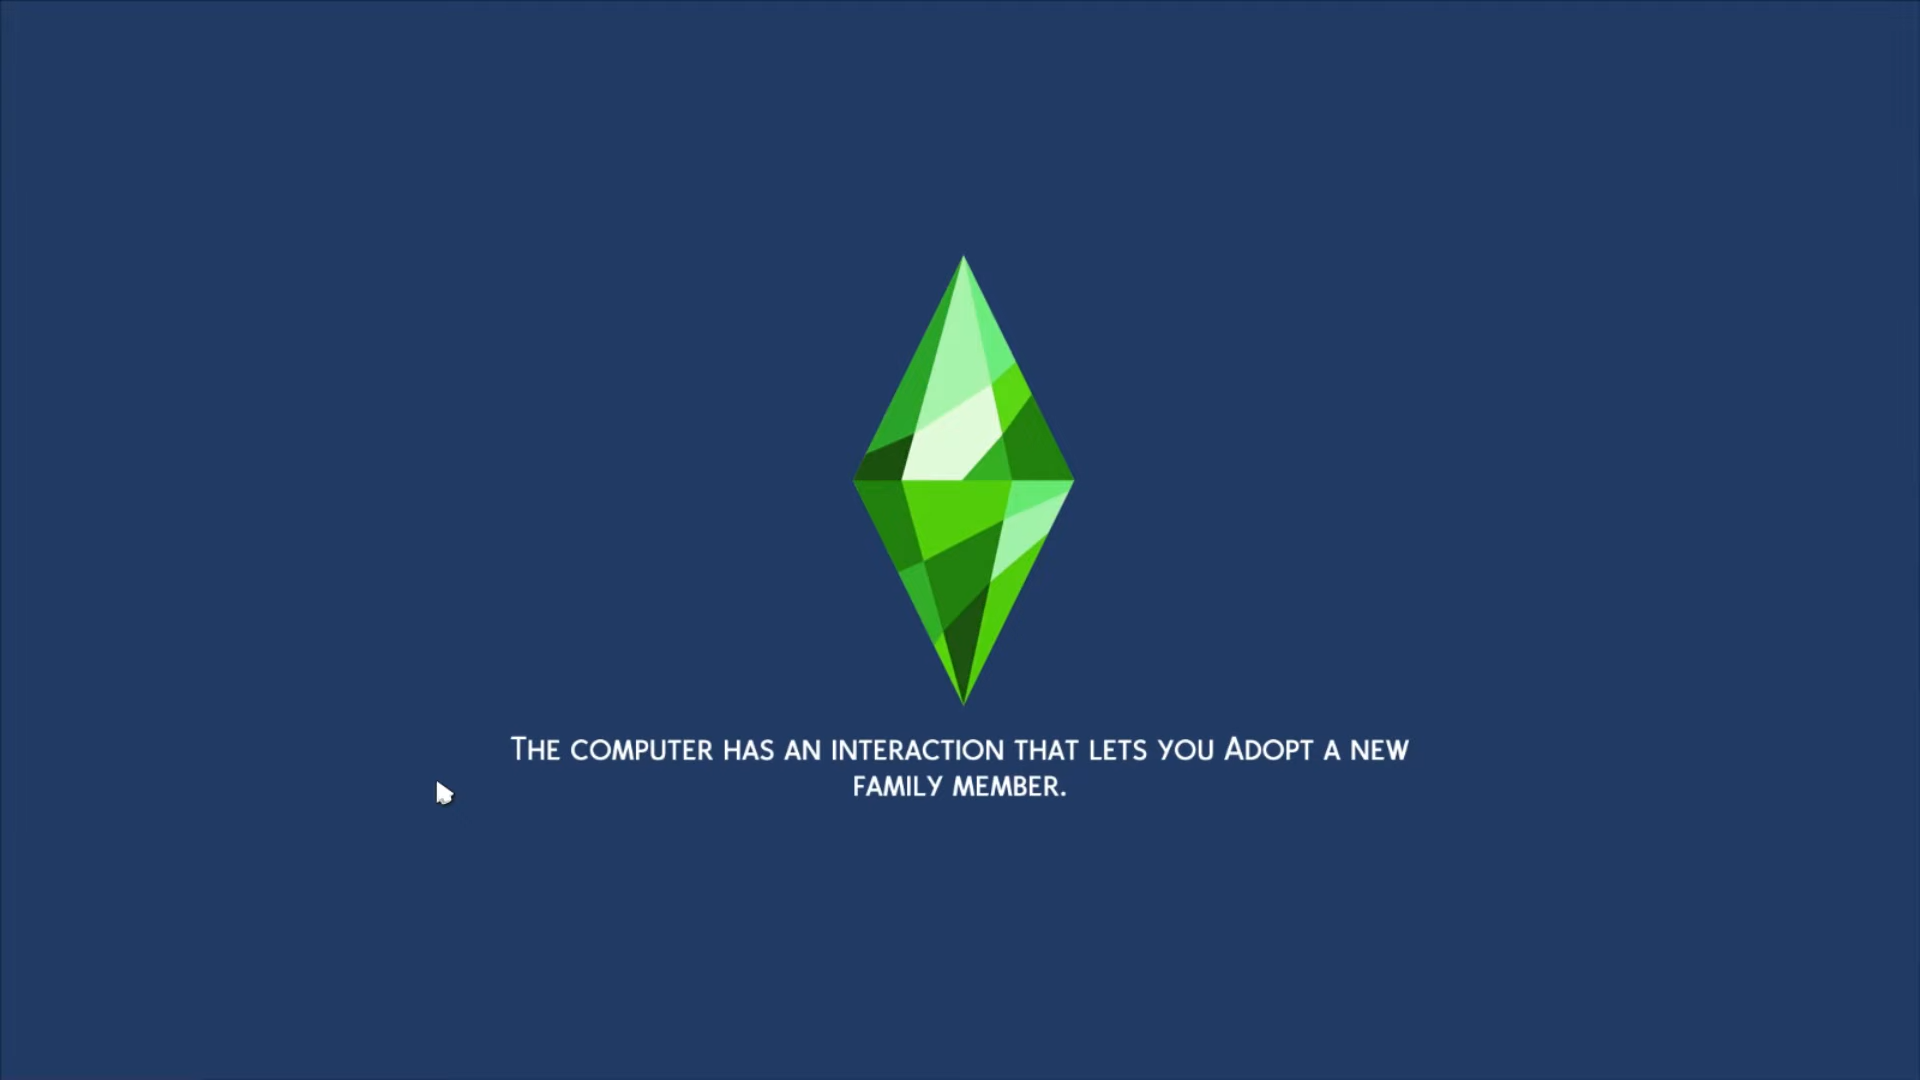 The computer has an interaction that lets you Adopt a new
family member.